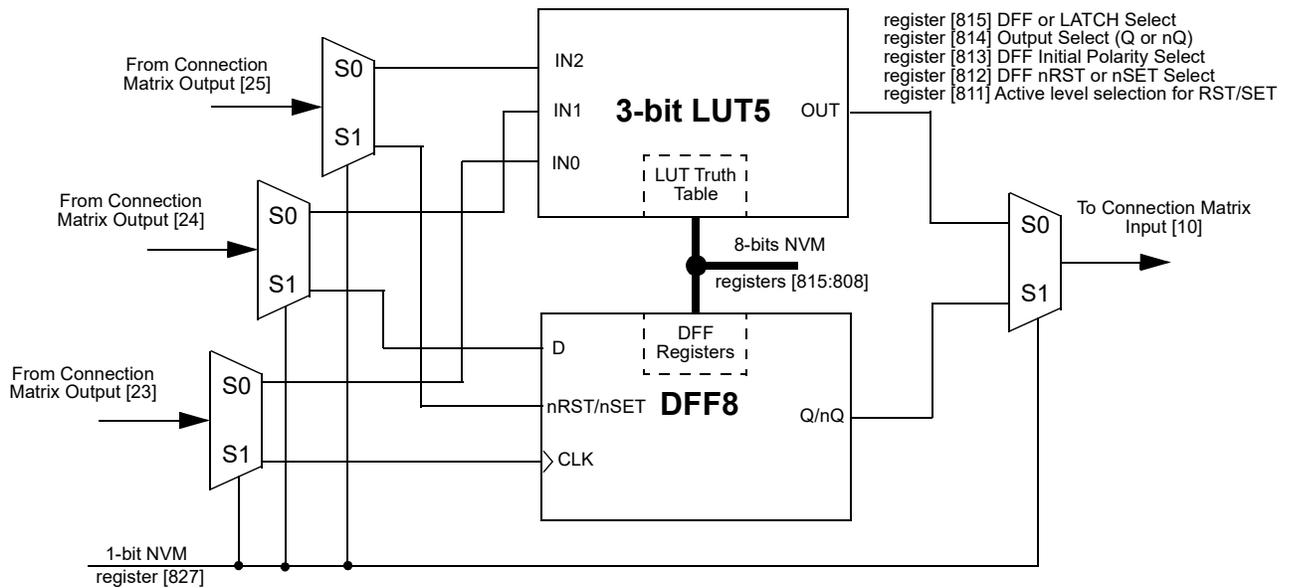 register [815] DFF or LATCH Select
register [814] Output Select (Q or nQ)
register [813] DFF Initial Polarity Select
register [812] DFF nRST or nSET Select
register [811] Active level selection for RST/SET
From Connection
Matrix Output [25]
S0
S1
IN2
IN1
IN0
3-bit LUT5
OUT
LUT Truth
Table
From Connection
Matrix Output [24]
S0
S1
8-bits NVM
registers [815:808]
S0
S1
To Connection Matrix
Input [10]
From Connection
Matrix Output [23]
S0
S1
D
nRST/nSET
CLK
DFF
Registers
DFF8
Q/nQ
1-bit NVM
register [827]